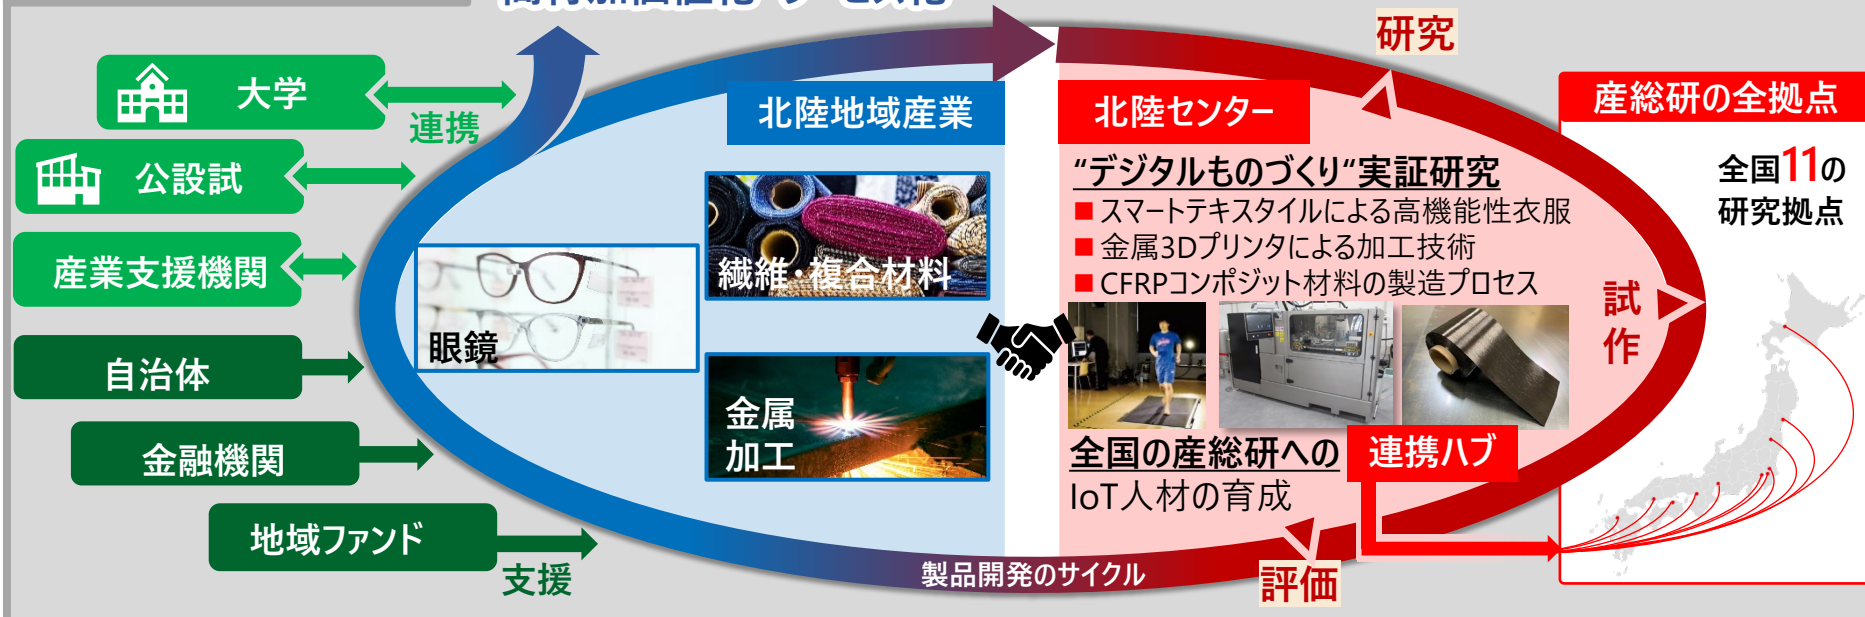 大学
連携
公設試
産業支援機関
自治体
金融機関
地域ファンド
支援
北陸地域産業
繊維・複合材料
眼鏡
金属
加工
製品開発のサイクル
北陸センター
“デジタルものづくり“実証研究
■スマートテキスタイルによる高機能性衣服
■金属3Dプリンタによる加工技術
■CFRPコンポジット材料の製造プロセス
全国の産総研への 連携ハブ
IoT人材の育成
研究
試作
評価
産総研の全拠点
全国11の
研究拠点